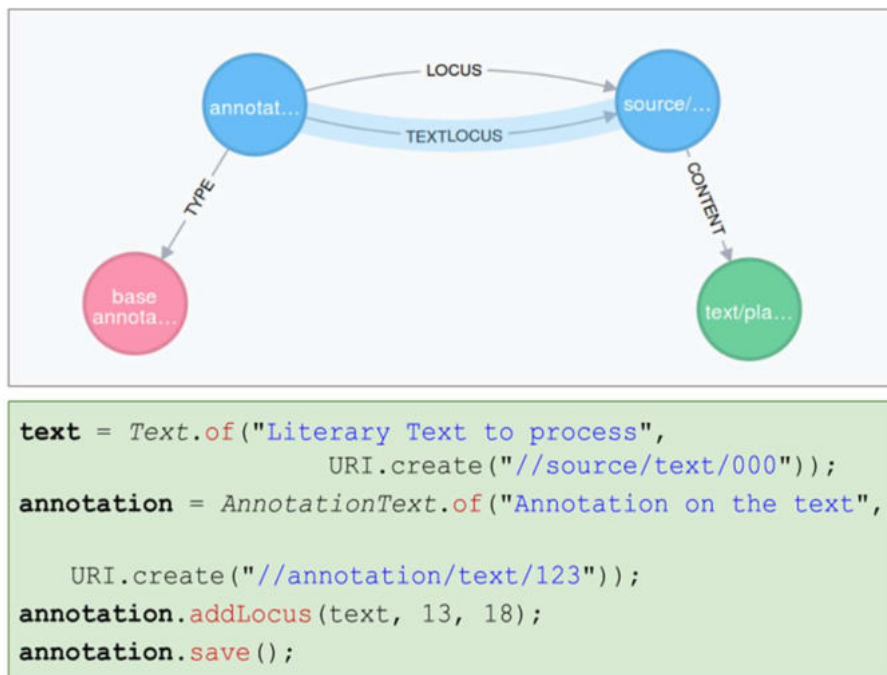 LOCUS
annotat...
source/...
TEXTLOCUS
TYPE
CONTENT
base
annota...
text/pla...
text = Text.of("Literary Text to process",
URI.create("//source/text/000"));
annotation = AnnotationText.of("Annotation on the text",
URI.create("//annotation/text/123"));
annotation.addLocus(text, 13, 18);
annotation.save();